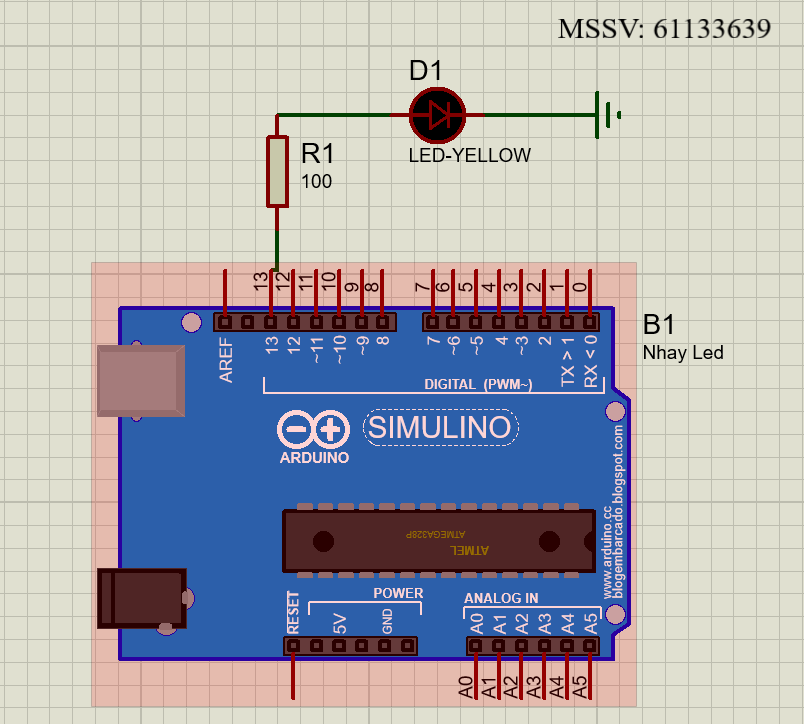 MSSV: 61133639
D1
LED-YELLOW
R1
100
13 12 11 10 9 8 7 6 5 4 3 2 1 0
AREF 13 12 ~11 ~10 ~9 8 7 ~6 ~5 4 ~3 2 TX > 1 RX < 0
B1
Nhay Led
DIGITAL (PWM~)
SIMULINO
ARDUINO
www.arduino.cc
blogembarcado.blogspot.com
ATMEGA328P
ATMEL
RESET
POWER
5V
GND
ANALOG IN
A0 A1 A2 A3 A4 A5
A0 A1 A2 A3 A4 A5